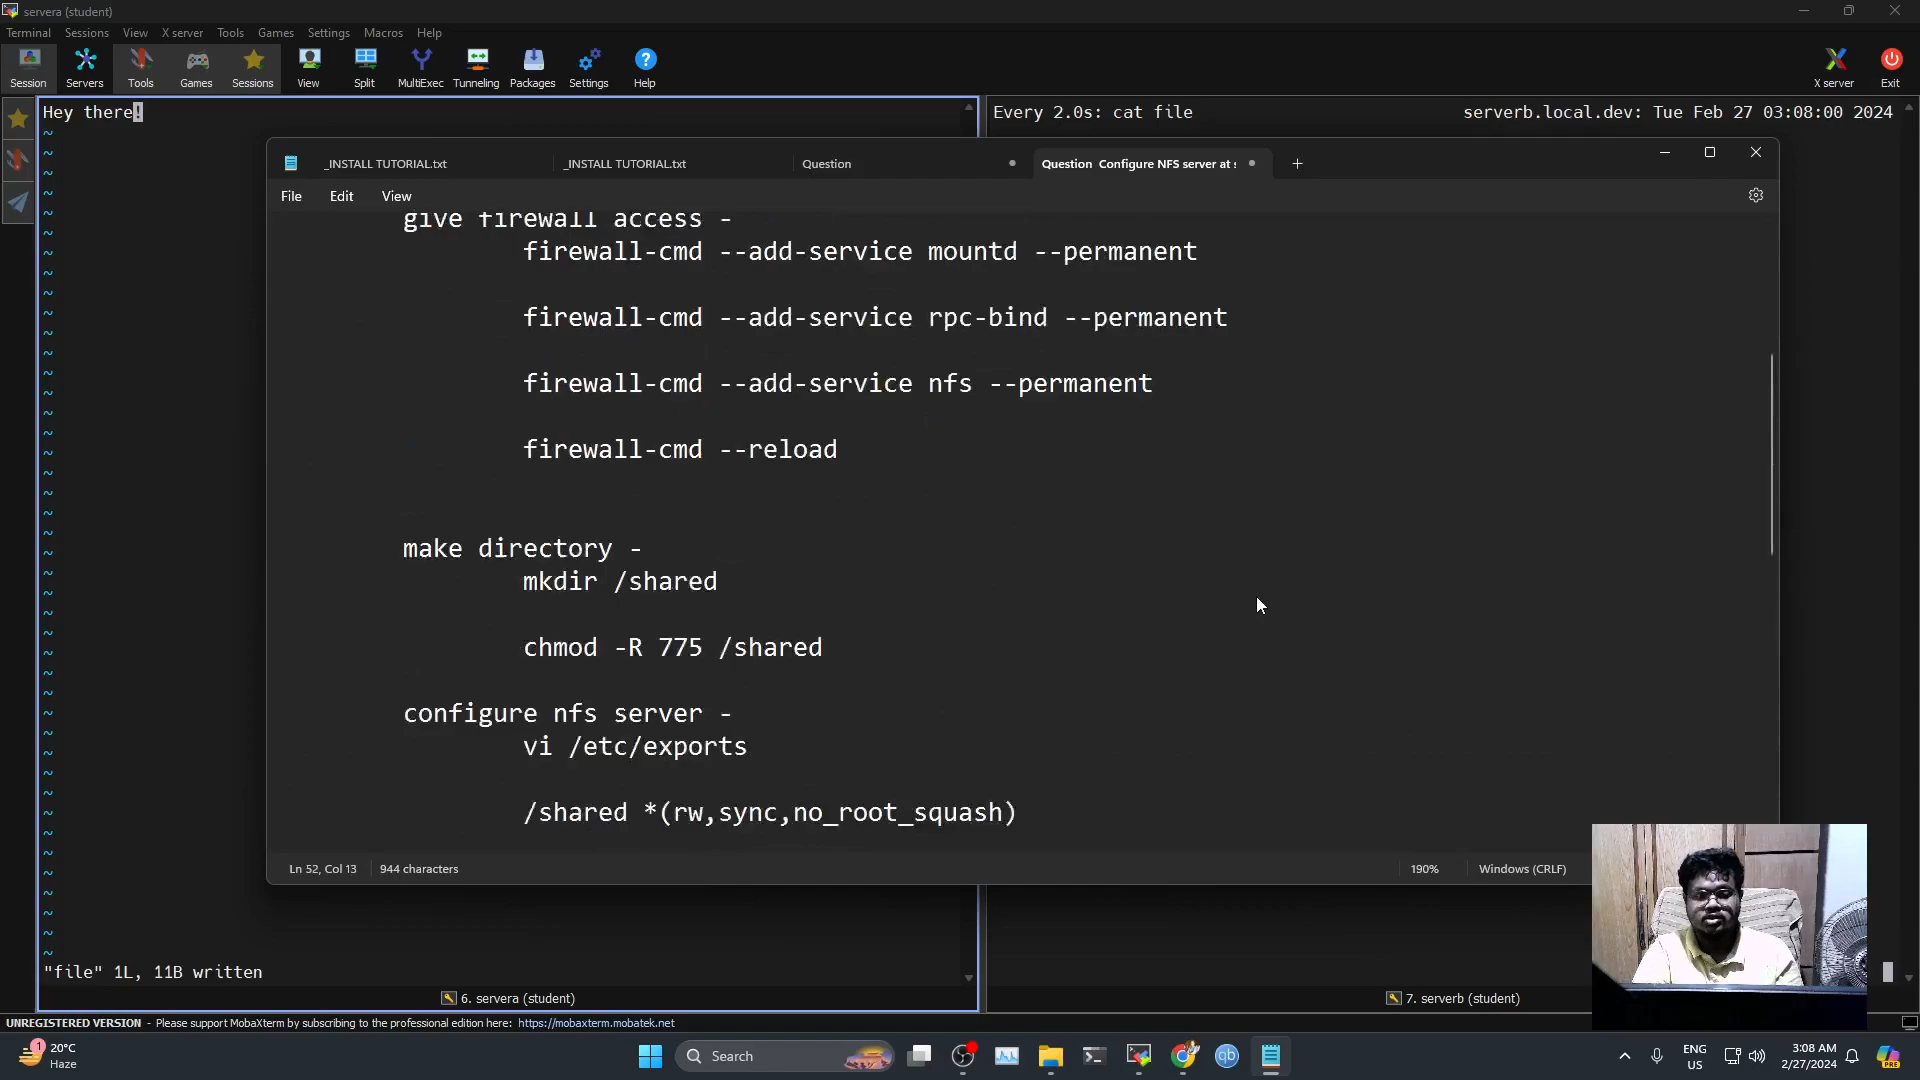 servera (student)
Terminal Sessions View X server Tools Games Settings Macros Help
Session Servers Tools Games Sessions View Split MultiExec Tunneling Packages Settings Help X server Exit
Hey there!
Every 2.0s: cat file serverb.local.dev: Tue Feb 27 03:08:00 2024
_INSTALL TUTORIAL.txt _INSTALL TUTORIAL.txt Question Question Configure NFS server at s
File Edit View
give firewall access -
firewall-cmd --add-service mountd --permanent
firewall-cmd --add-service rpc-bind --permanent
firewall-cmd --add-service nfs --permanent
firewall-cmd --reload
make directory -
mkdir /shared
chmod -R 775 /shared
configure nfs server -
vi /etc/exports
/shared *(rw,sync,no_root_squash)
Ln 52, Col 13 944 characters 190% Windows (CRLF)
"file" 1L, 11B written
6. servera (student) 7. serverb (student)
UNREGISTERED VERSION - Please support MobaXterm by subscribing to the professional edition here: https://mobaxterm.mobatek.net
1 20°C
Haze
Search
qb
ENG
US
3:08 AM
2/27/2024
PRE